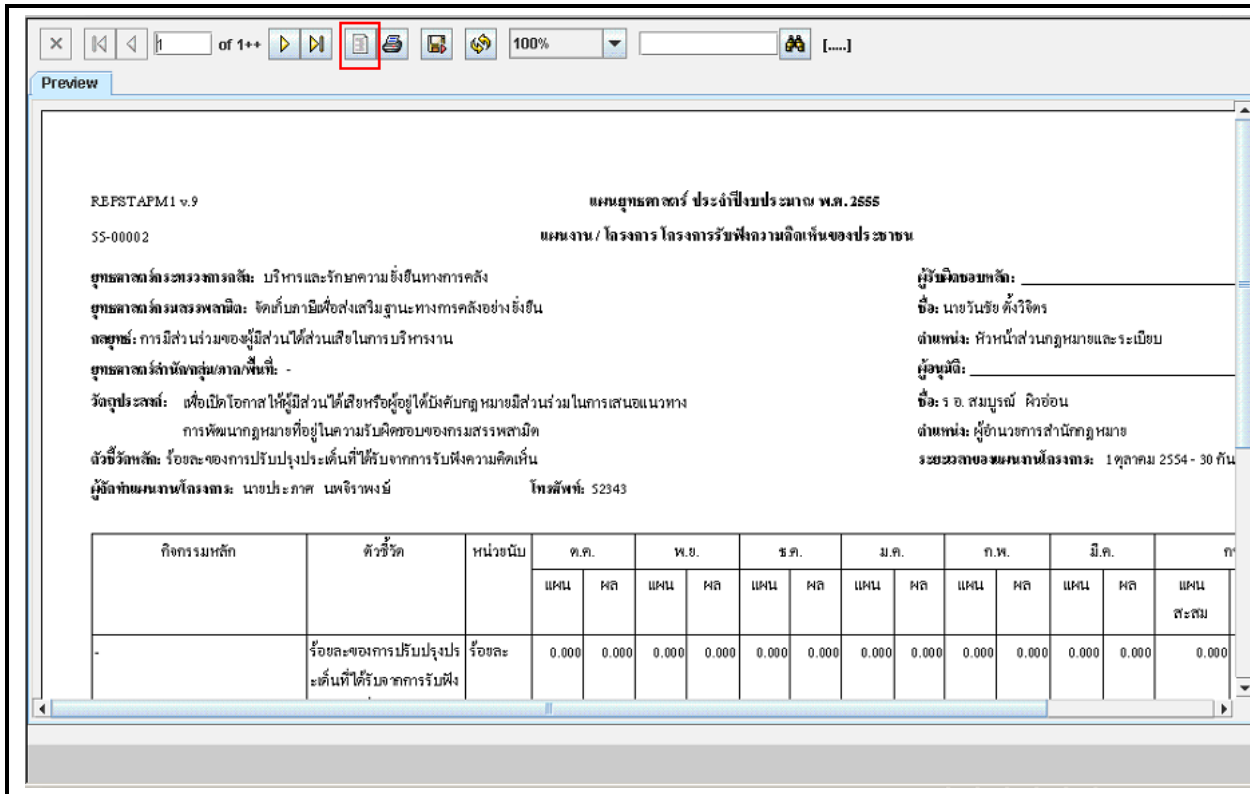 1 of 1++ 100% [.....]
Preview
REPSTAPM1 v.9 แผนยุทธศาสตร์ ประจำปีงบประมาณ พ.ศ. 2555
55-00002 แผนงาน / โครงการ โครงการรับฟังความคิดเห็นของประชาชน
ยุทธศาสตร์กระทรวงการคลัง: บริหารและรักษาความยั่งยืนทางการคลัง ผู้รับผิดชอบหลัก:
ยุทธศาสตร์กรมสรรพสามิต: จัดเก็บภาษีเพื่อส่งเสริมฐานะทางการคลังอย่างยั่งยืน ชื่อ: นายวันชัย ตั้งวิจิตร
กลยุทธ์: การมีส่วนร่วมของผู้มีส่วนได้ส่วนเสียในการบริหารงาน ตำแหน่ง: หัวหน้าส่วนกฎหมายและระเบียบ
ยุทธศาสตร์สำนัก/กลุ่ม/ภาค/พื้นที่: - ผู้อนุมัติ:
วัตถุประสงค์: เพื่อเปิดโอกาสให้ผู้มีส่วนได้เสียหรือผู้อยู่ใต้บังคับกฎหมายมีส่วนร่วมในการเสนอแนวทาง ชื่อ: ร.อ. สมบูรณ์ ผิวอ่อน
การพัฒนากฎหมายที่อยู่ในความรับผิดชอบของกรมสรรพสามิต ตำแหน่ง: ผู้อำนวยการสำนักกฎหมาย
ตัวชี้วัดหลัก: ร้อยละของการปรับปรุงประเด็นที่ได้รับจากการรับฟังความคิดเห็น ระยะเวลาของแผนงาน/โครงการ: 1 ตุลาคม 2554 - 30 กัน
ผู้จัดทำแผนงาน/โครงการ: นายประภาศ นพจิราพงษ์ โทรศัพท์: 52343
กิจกรรมหลัก ตัวชี้วัด หน่วยนับ ต.ค. พ.ย. ธ.ค. ม.ค. ก.พ. มี.ค.
แผน ผล แผน ผล แผน ผล แผน ผล แผน ผล แผน ผล แผน
สะสม
- ร้อยละของการปรับปรุงปร ร้อยละ 0.000 0.000 0.000 0.000 0.000 0.000 0.000 0.000 0.000 0.000 0.000 0.000 0.000
ะเด็นที่ได้รับจากการรับฟัง